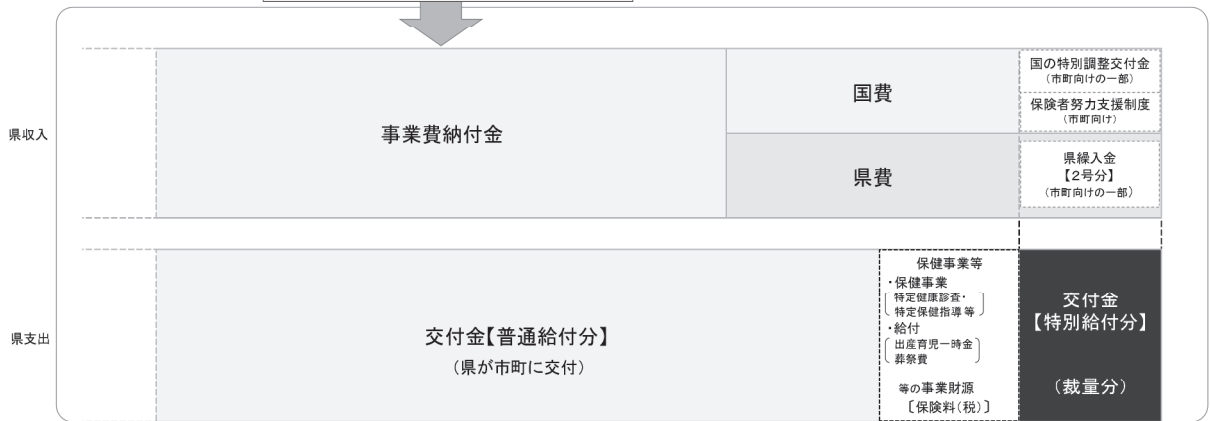 県収入
事業費納付金
国費
国の特別調整交付金
(市町向けの一部)
保険者努力支援制度
(市町向け)
県費
県繰入金
【2号分】
(市町向けの一部)
県支出
交付金【普通給付分】
(県が市町に交付)
保健事業等
・保健事業
特定健康診査・
特定保健指導等
・給付
出産育児一時金
葬祭費
等の事業財源
〔保険料(税)〕
交付金
【特別給付分】
(裁量分)